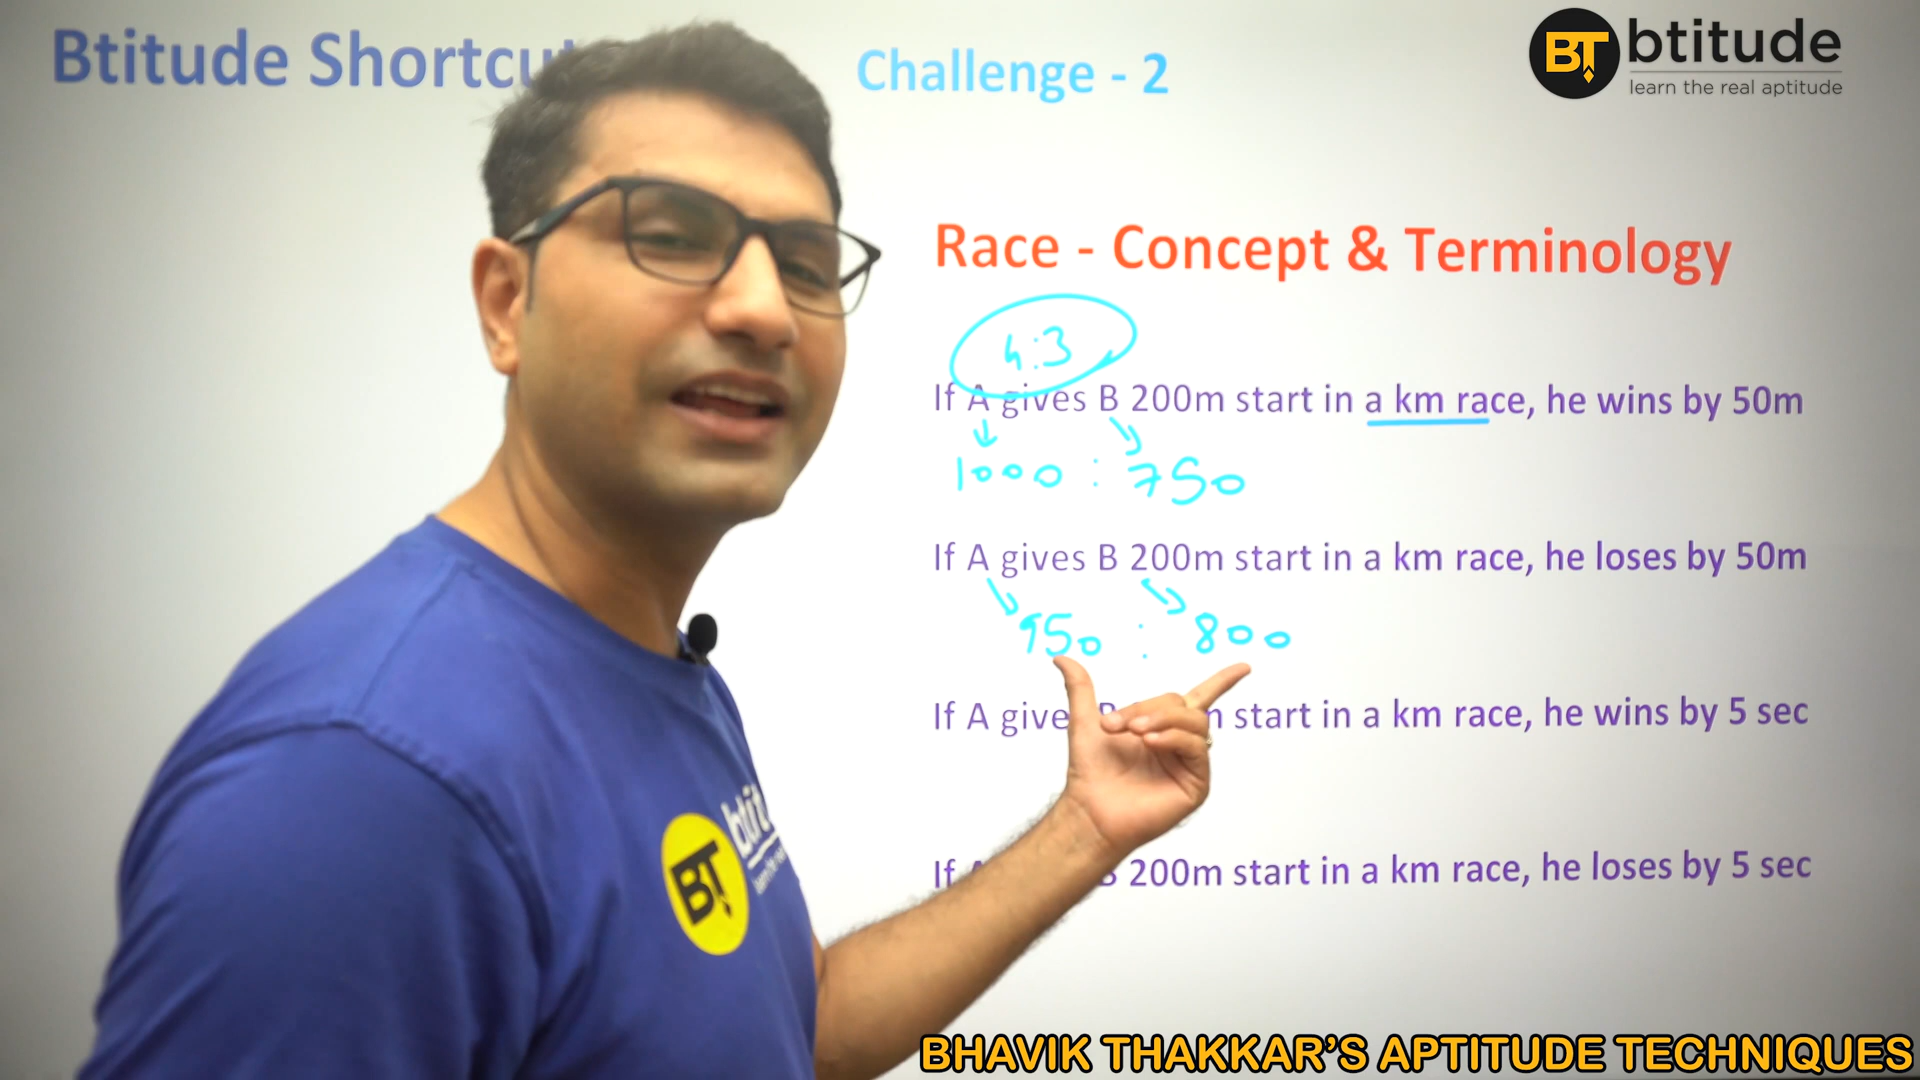 Btitude Shortcu
Challenge - 2
BT btitude
learn the real aptitude
Race - Concept & Terminology
4:3
If A gives B 200m start in a km race, he wins by 50m
1000 : 750
If A gives B 200m start in a km race, he loses by 50m
950 : 800
If A give start in a km race, he wins by 5 sec
If 200m start in a km race, he loses by 5 sec
BT btit
BHAVIK THAKKAR'S APTITUDE TECHNIQUES